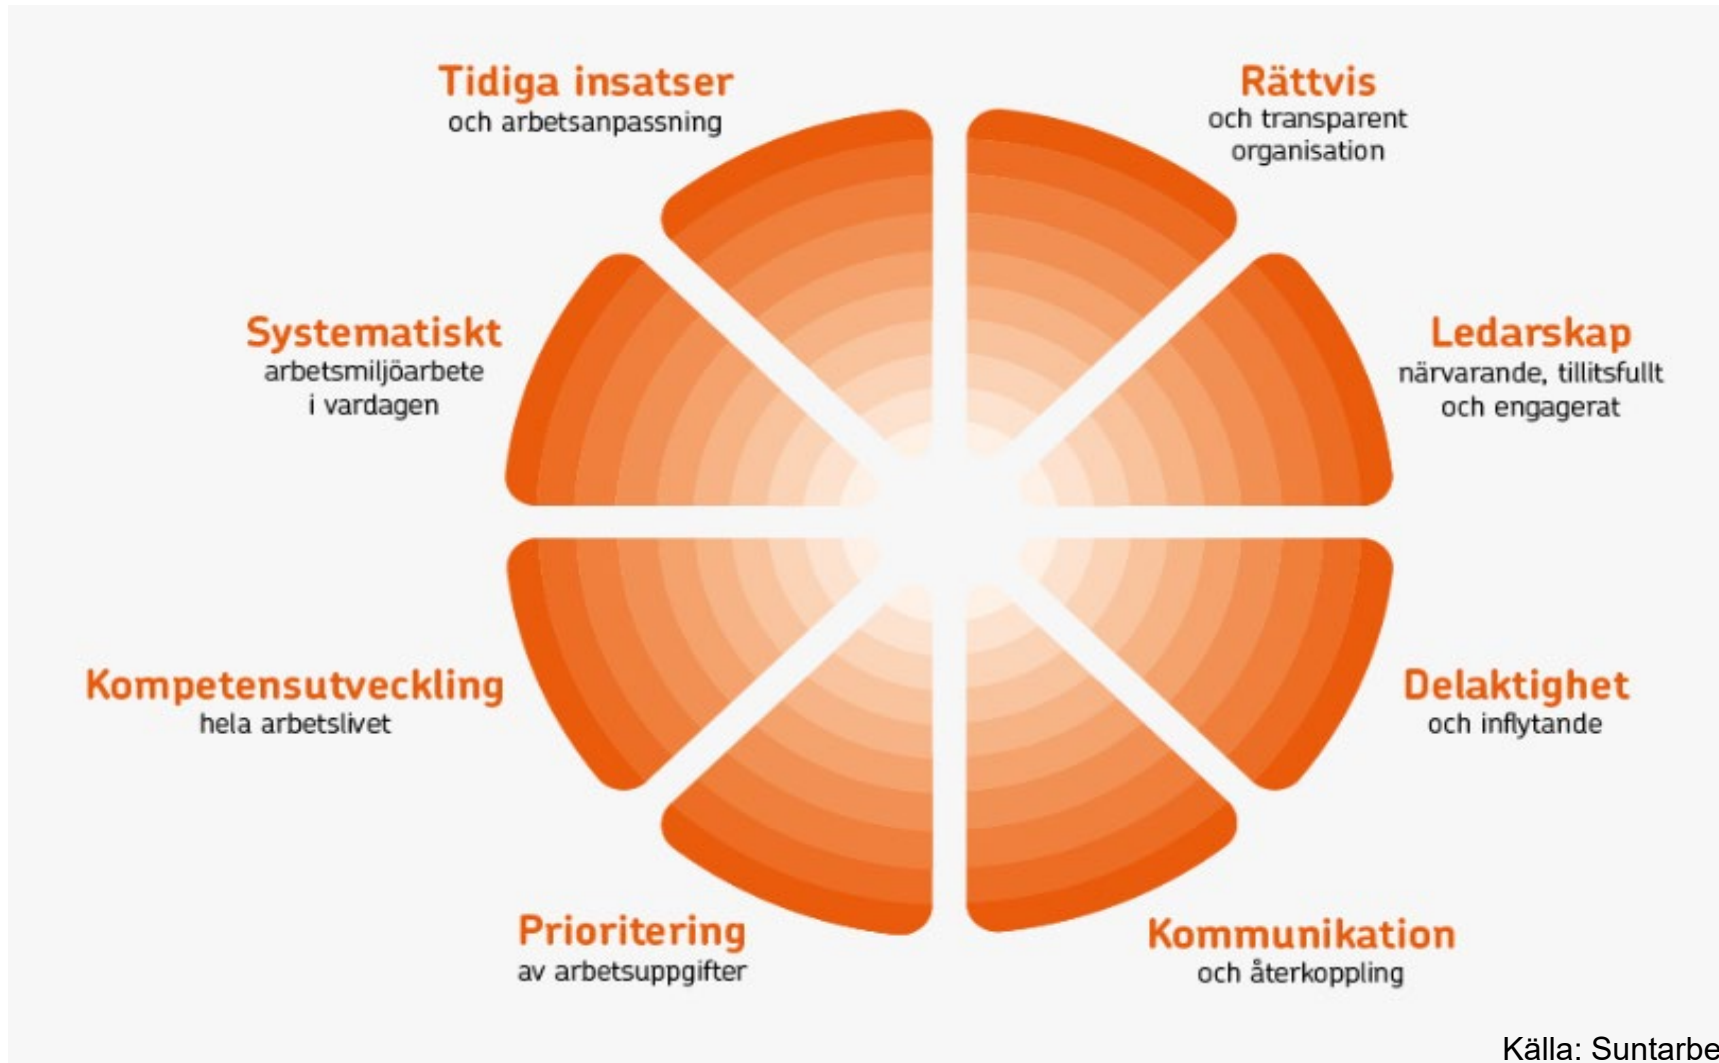 Tidiga insatser
och arbetsanpassning
Rättvis
och transparent
organisation
Ledarskap
närvarande, tillitsfullt
och engagerat
Delaktighet
och inflytande
Kommunikation
och återkoppling
Prioritering
av arbetsuppgifter
Kompetensutveckling
hela arbetslivet
Systematiskt
arbetsmiljöarbete
i vardagen
Källa: Suntarbe